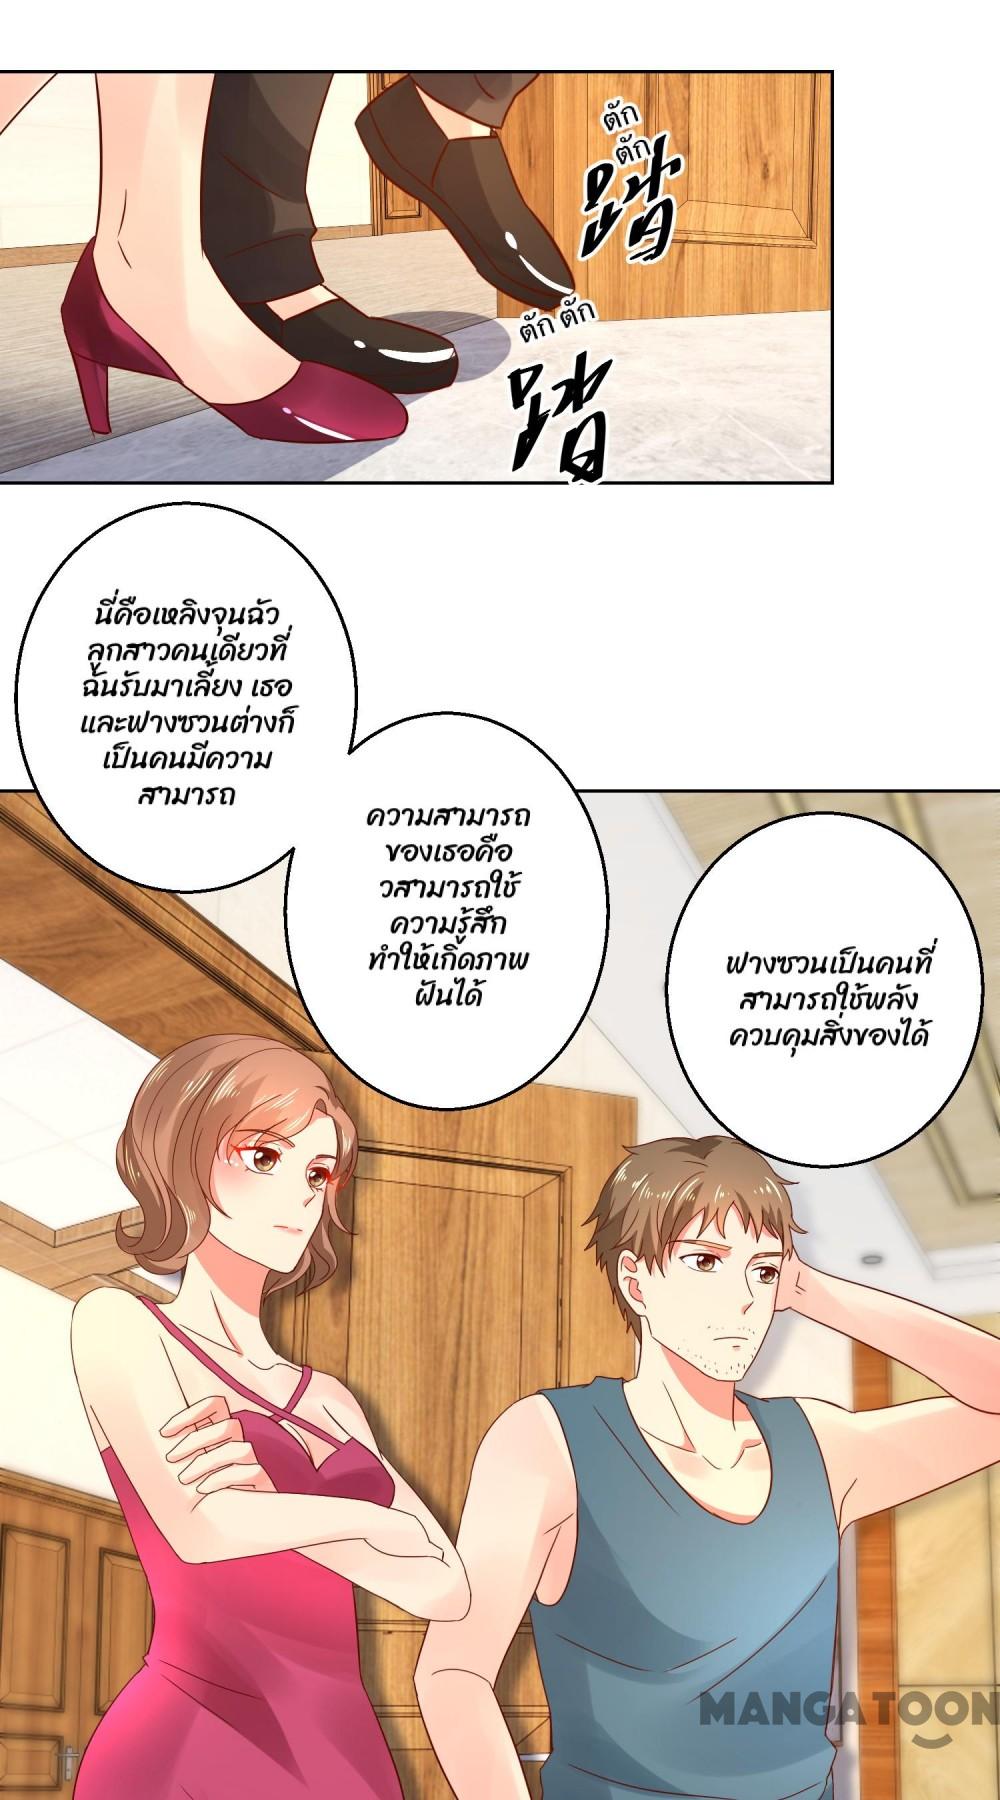 ตัก
ตัก
踏
ตัก ตัก
踏
นี่คือเหลิงจุนฉัว
ลูกสาวคนเดียวที่
ฉันรับมาเลี้ยง เธอ
และฟางซวนต่างก็
เป็นคนมีความ
สามารถ
ความสามารถ
ของเธอคือ
วสามารถใช้
ความรู้สึก
ทำให้เกิดภาพ
ฝันได้
ฟางซวนเป็นคนที่
สามารถใช้พลัง
ควบคุมสิ่งของได้
MANGATOON